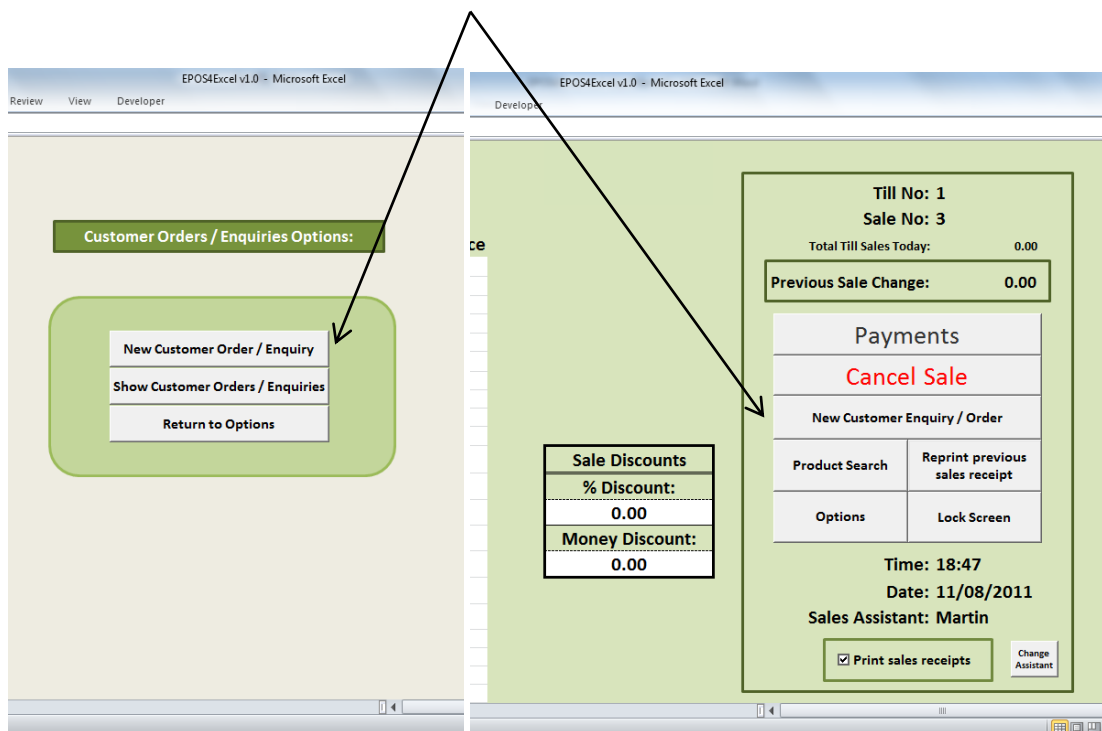 EPOS4Excel v1.0 - Microsoft Excel
Review View Developer
Customer Orders / Enquiries Options:
New Customer Order / Enquiry
Show Customer Orders / Enquiries
Return to Options
EPOS4Excel v1.0 - Microsoft Excel
Developer
ce
Sale Discounts
% Discount:
0.00
Money Discount:
0.00
Till No: 1
Sale No: 3
Total Till Sales Today: 0.00
Previous Sale Change: 0.00
Payments
Cancel Sale
New Customer Enquiry / Order
Product Search
Reprint previous
sales receipt
Options
Lock Screen
Time: 18:47
Date: 11/08/2011
Sales Assistant: Martin
Print sales receipts
Change
Assistant